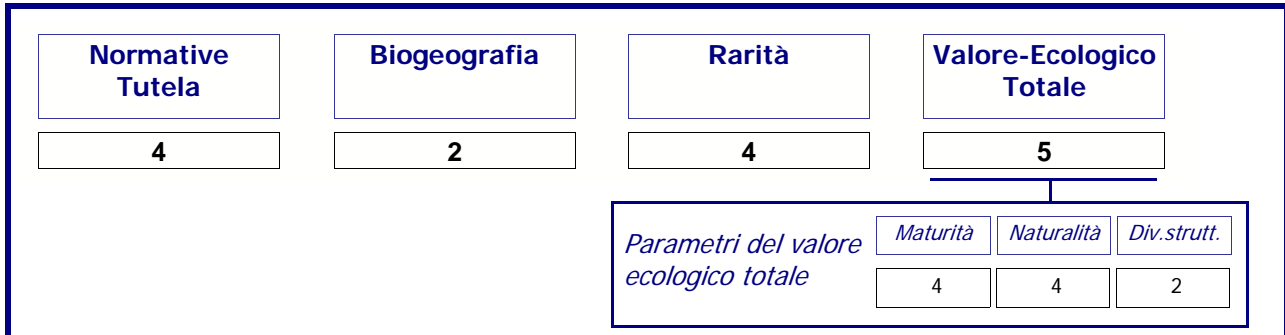 Normative
Tutela
Biogeografia
Rarità
Valore-Ecologico
Totale
4
2
4
5
Parametri del valore
ecologico totale
Maturità
Naturalità
Div.strutt.
4
4
2